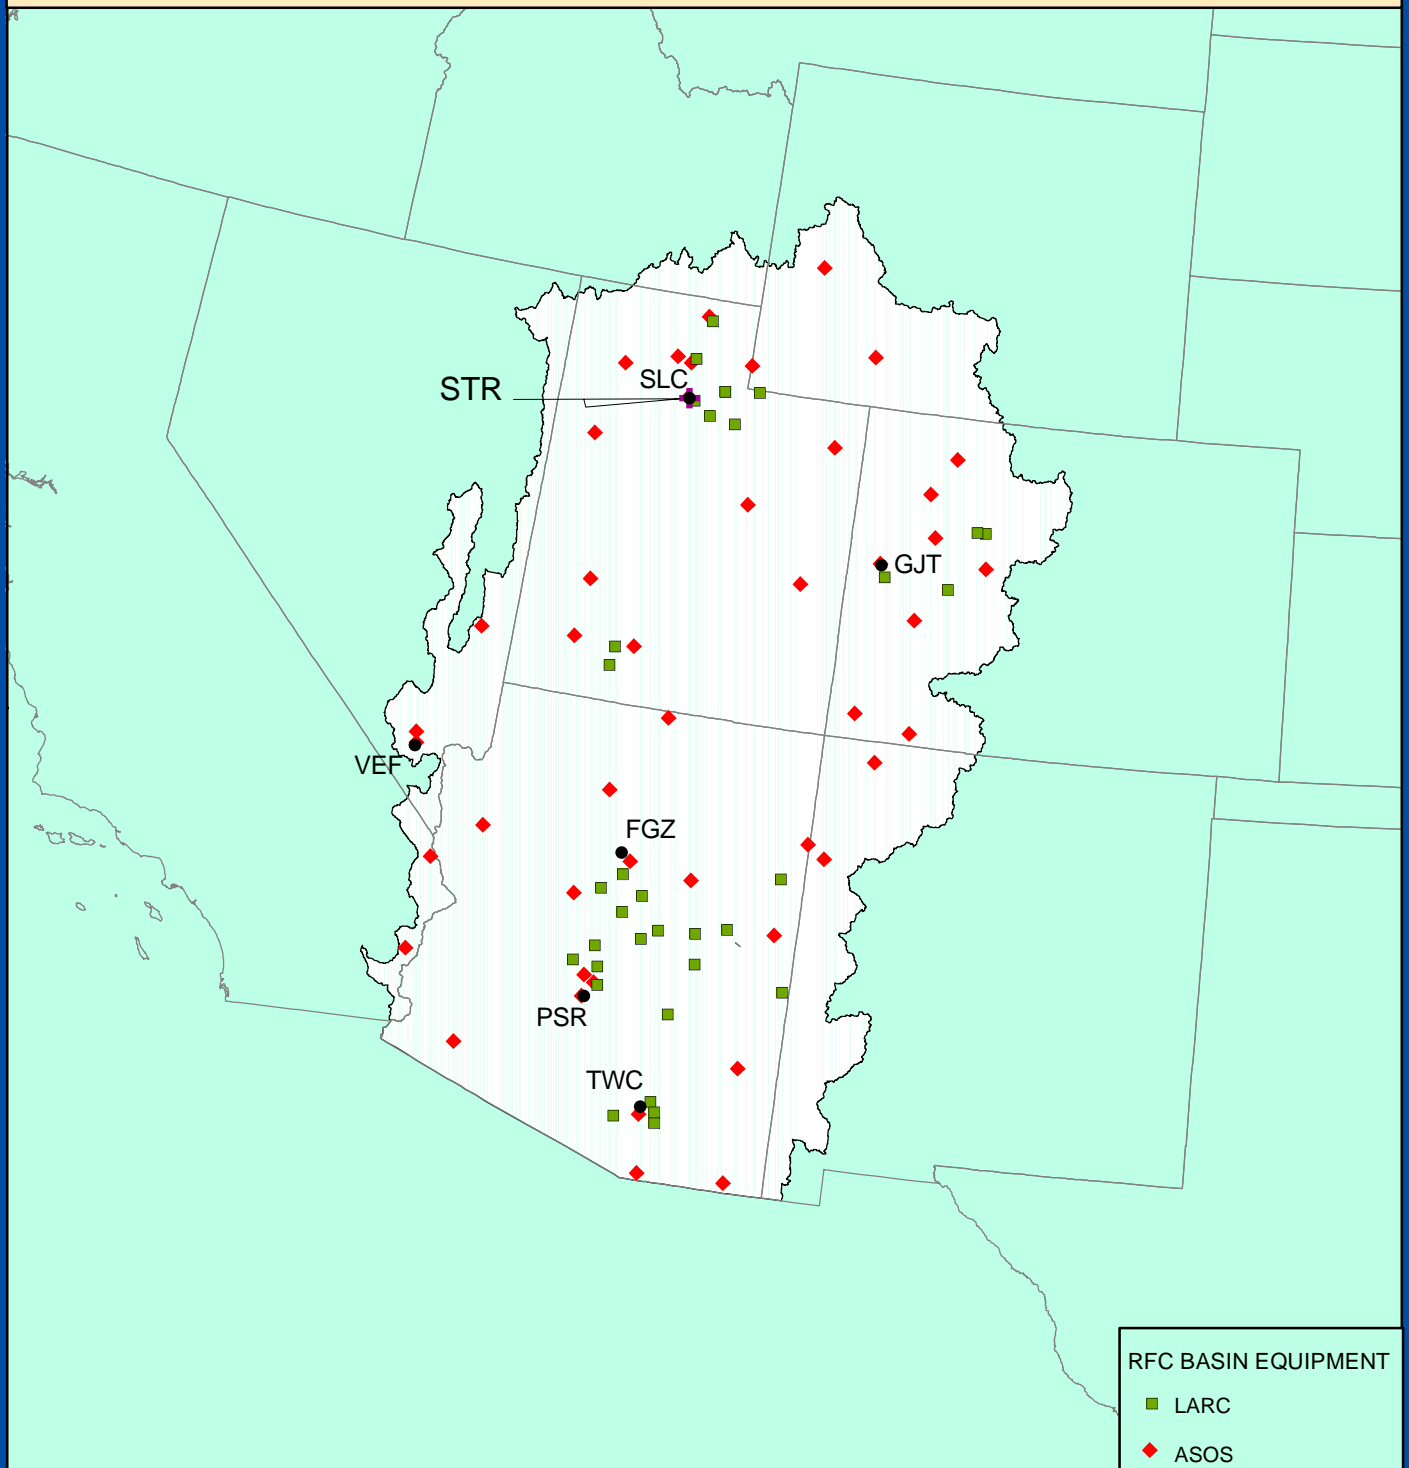 SLC
STR
GJT
VEF
FGZ
PSR
TWC
RFC BASIN EQUIPMENT
LARC
ASOS